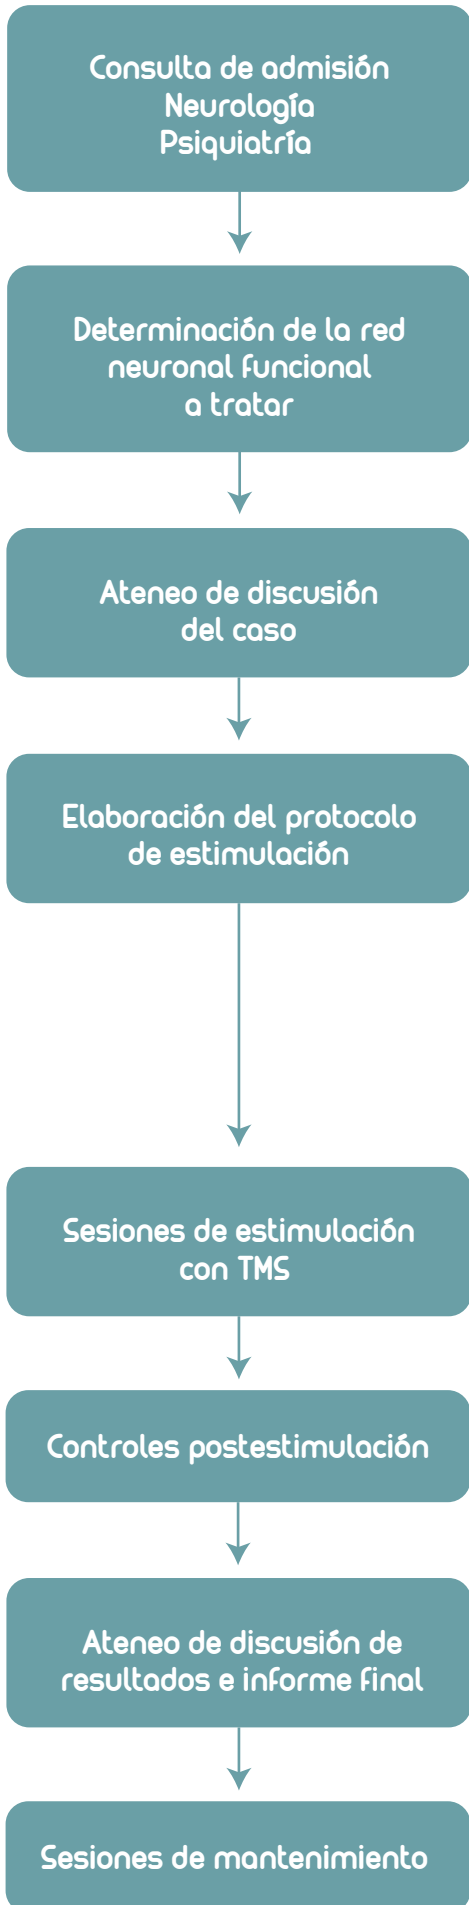 Consulta de admisión
Neurología
Psiquiatría
Determinación de la red
neuronal funcional
a tratar
Ateneo de discusión
del caso
Elaboración del protocolo
de estimulación
Sesiones de estimulación
con TMS
Controles postestimulación
Ateneo de discusión de
resultados e informe final
Sesiones de mantenimiento